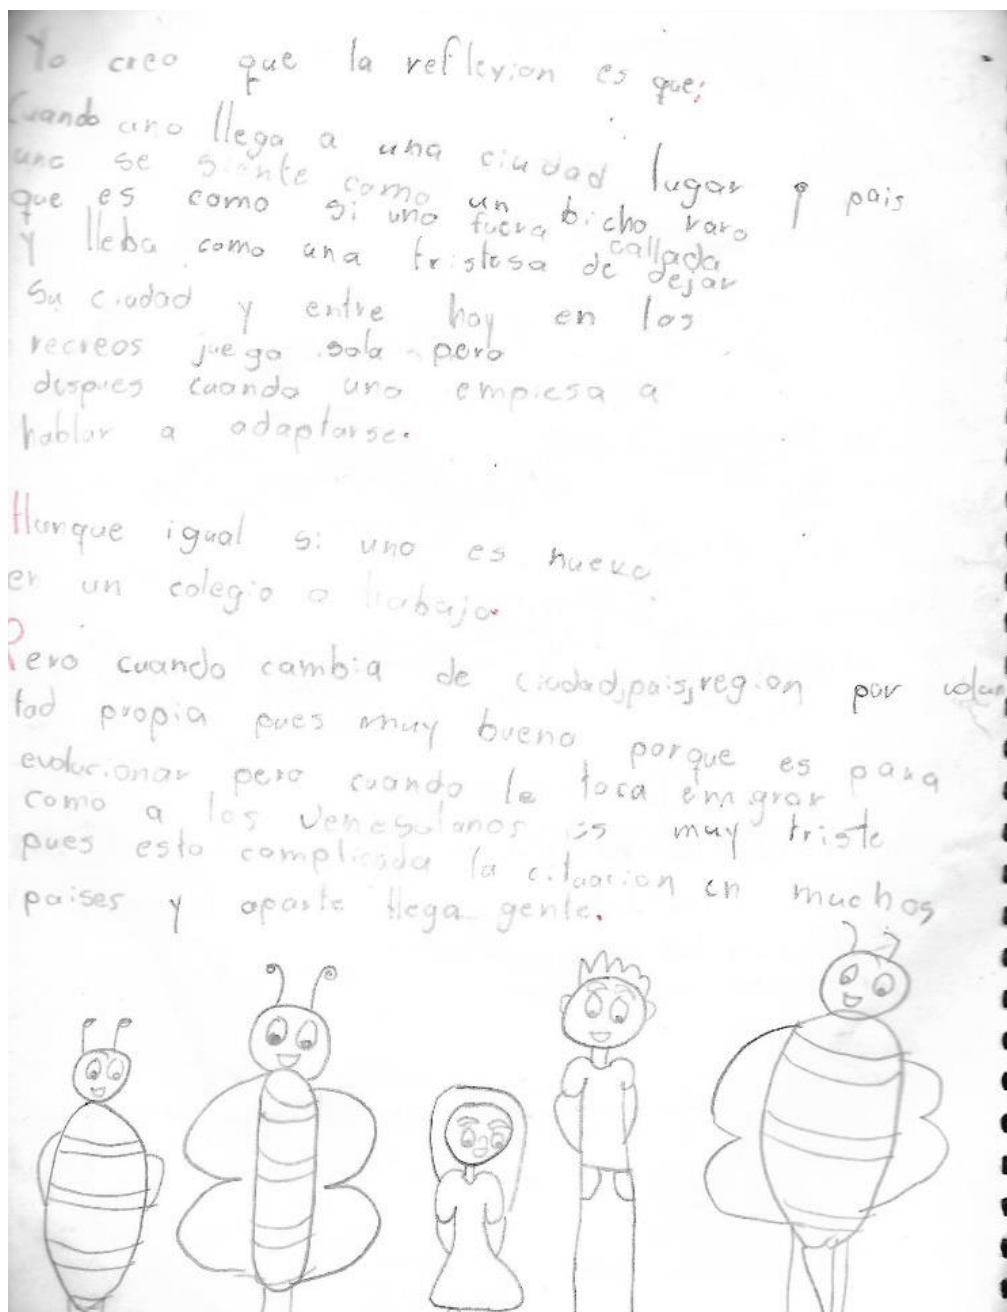 Yo creo que la reflexion es que:
Cuando uno llega a una ciudad lugar o pais
uno se siente como un bicho raro
que es como si uno fuera callada
y lleba como una tristesa de dejar
su ciudad y entre hoy en los
recreos juego sola pero
despues cuando uno empiesa a
hablar a adaptarse.
Aunque igual si uno es nuevo
en un colegio o trabajo.
Pero cuando cambia de ciudad, pais, region por volun
tad propia pues muy bueno porque es para
evolucionar pero cuando le toca emigrar
como a los venesolanos es muy triste
pues esta complicada la cituacion en muchos
paises y aparte llega gente.